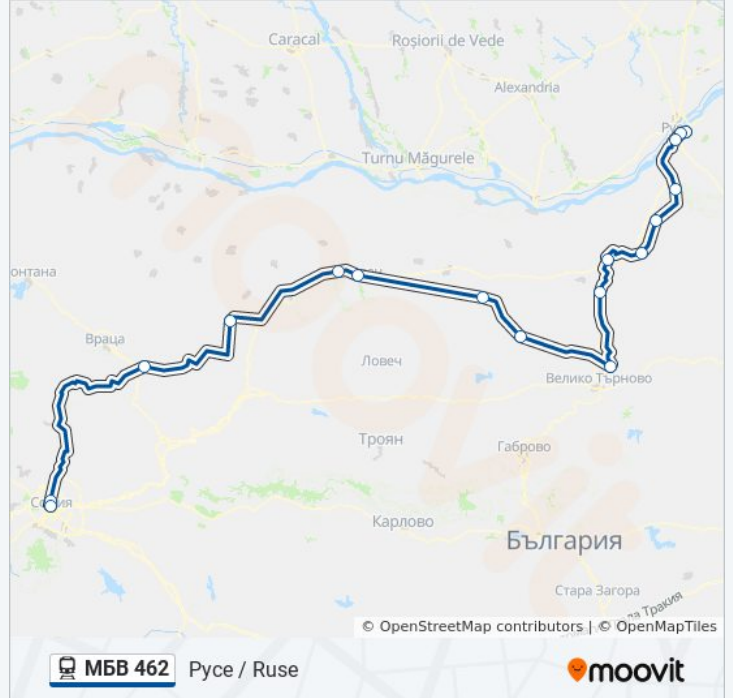 Caracal
Roșiorii de Vede
Alexandria
Turnu Măgurele
онтана
Враца
Ловеч
Велико Търново
Троян
Габрово
Карлово
България
Стара Загора
Тракия
© OpenStreetMap contributors | © OpenMapTiles
МБВ 462 Русе / Ruse
moovit